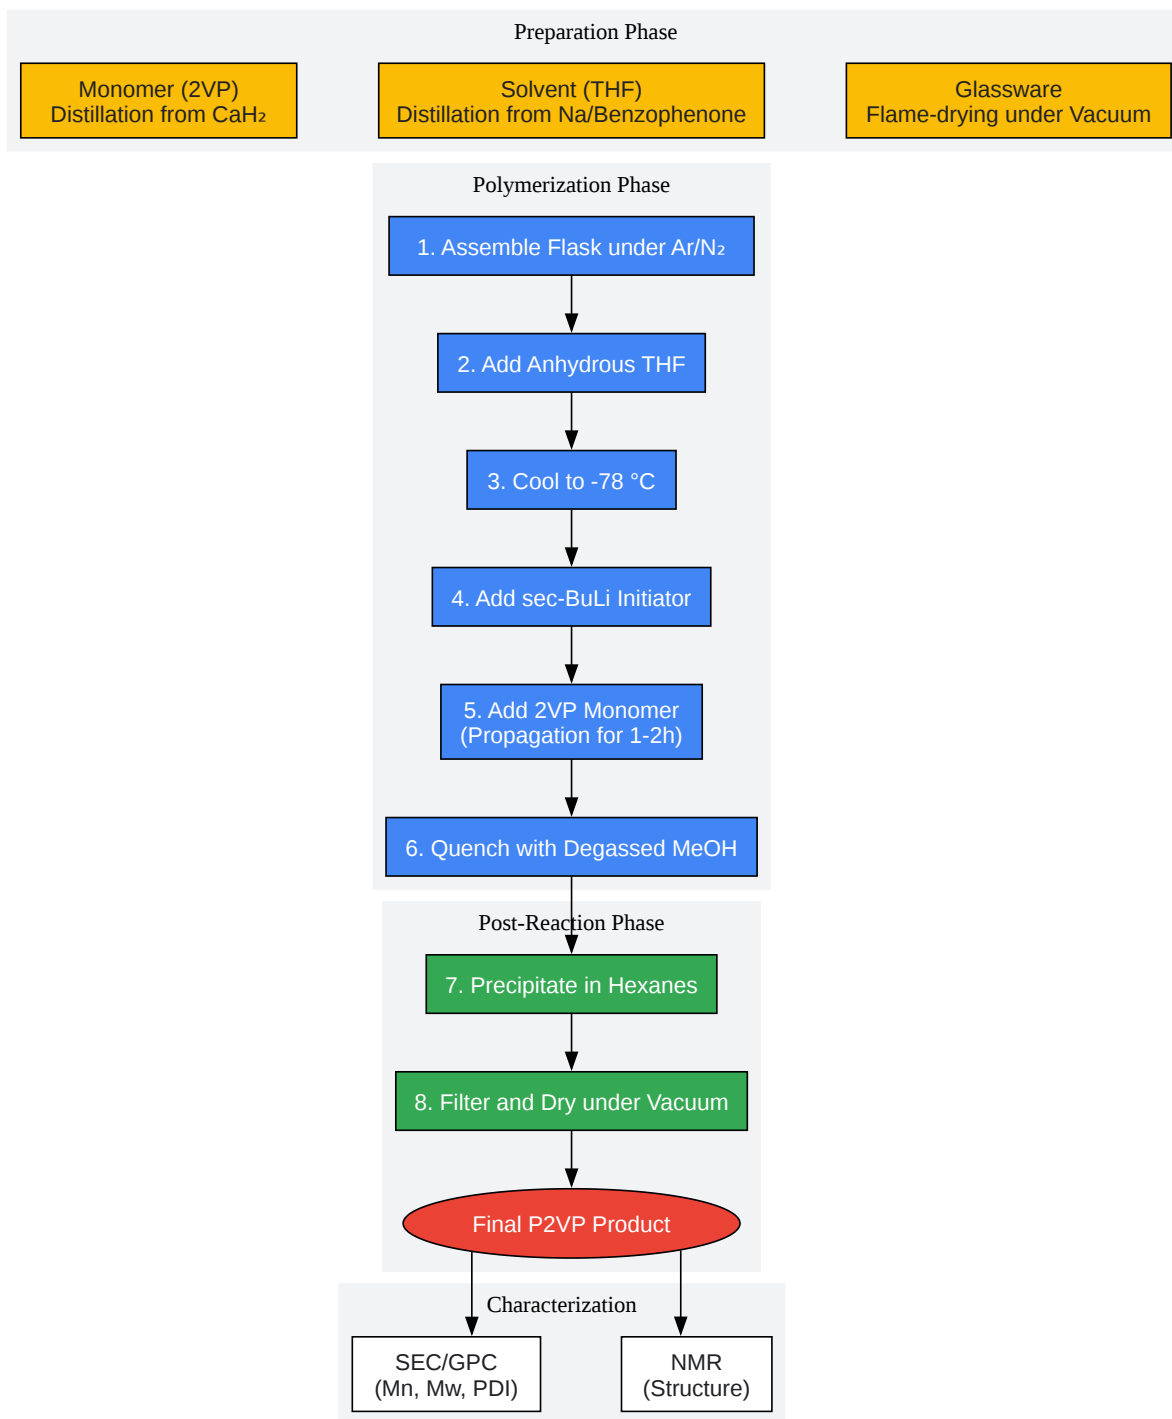 Preparation Phase
Monomer (2VP)
Distillation from CaH₂
Solvent (THF)
Distillation from Na/Benzophenone
Glassware
Flame-drying under Vacuum
Polymerization Phase
1. Assemble Flask under Ar/N₂
2. Add Anhydrous THF
3. Cool to -78 °C
4. Add sec-BuLi Initiator
5. Add 2VP Monomer
(Propagation for 1-2h)
6. Quench with Degassed MeOH
Post-Reaction Phase
7. Precipitate in Hexanes
8. Filter and Dry under Vacuum
Final P2VP Product
Characterization
SEC/GPC
(Mn, Mw, PDI)
NMR
(Structure)